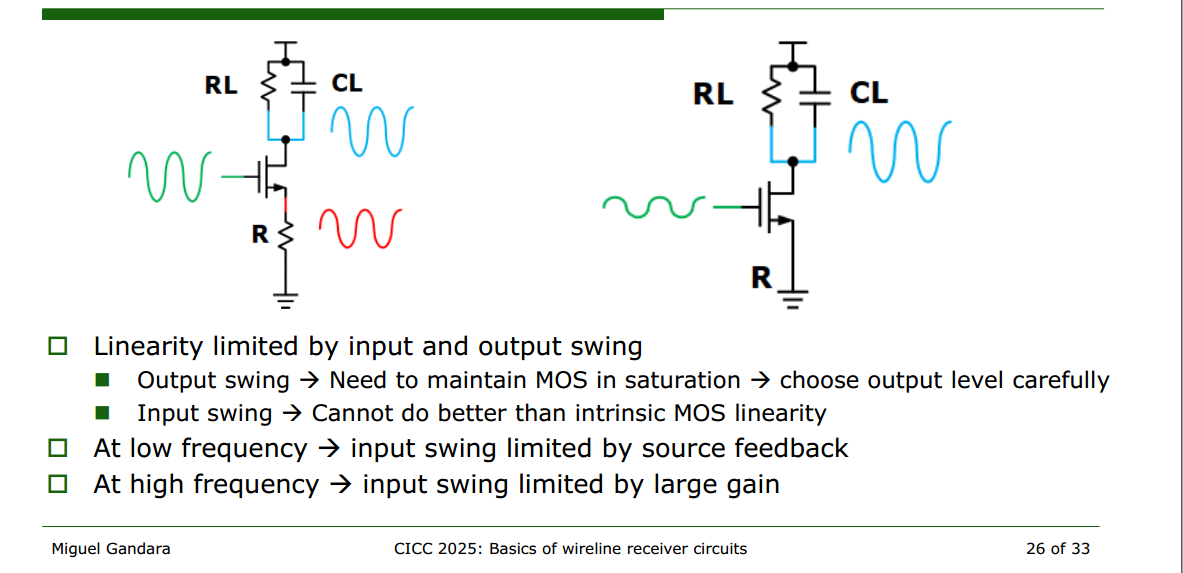 RL
CL
R
RL
CL
R
Linearity limited by input and output swing
Output swing → Need to maintain MOS in saturation → choose output level carefully
Input swing → Cannot do better than intrinsic MOS linearity
At low frequency → input swing limited by source feedback
At high frequency → input swing limited by large gain
Miguel Gandara
CICC 2025: Basics of wireline receiver circuits
26 of 33